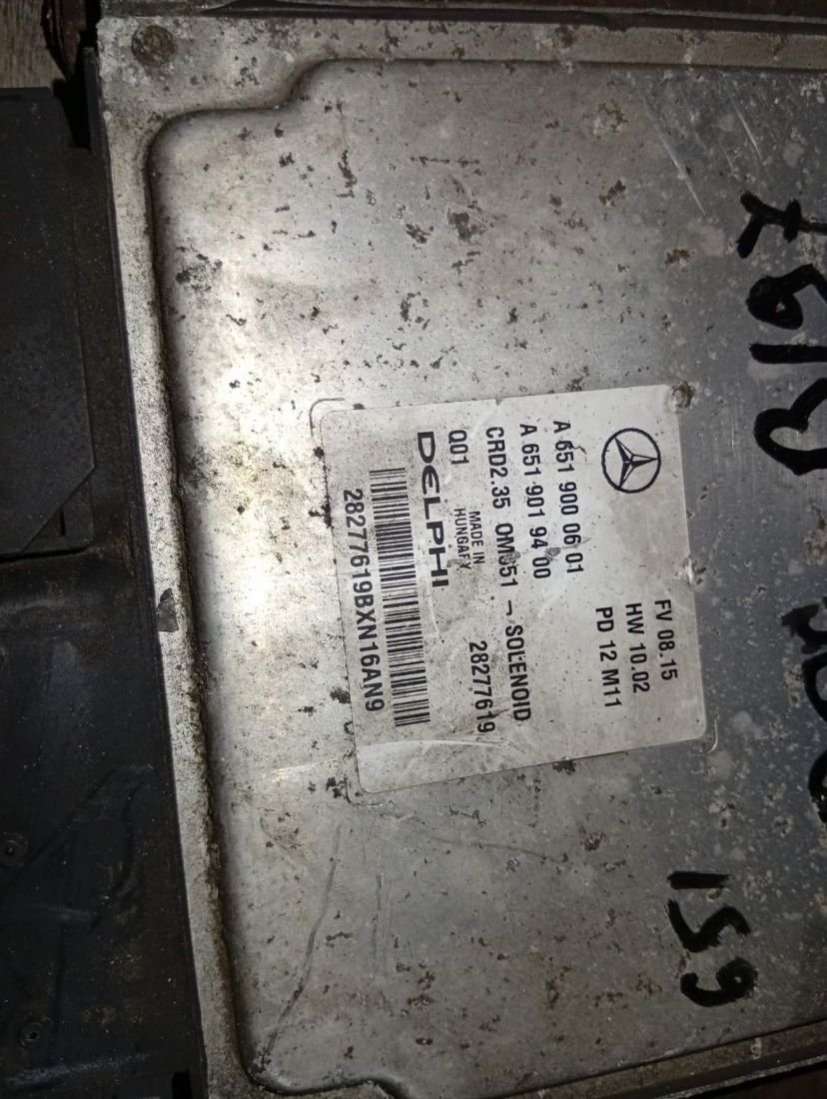 FV 08.15
HW 10.02
PD 12 M11
A 651 900 06 01
A 651 901 94 00
CRD2.35 OM651 – SOLENOID
Q01 MADE IN 28277619
HUNGARY
DELPHI
28277619BXN16AN9
651